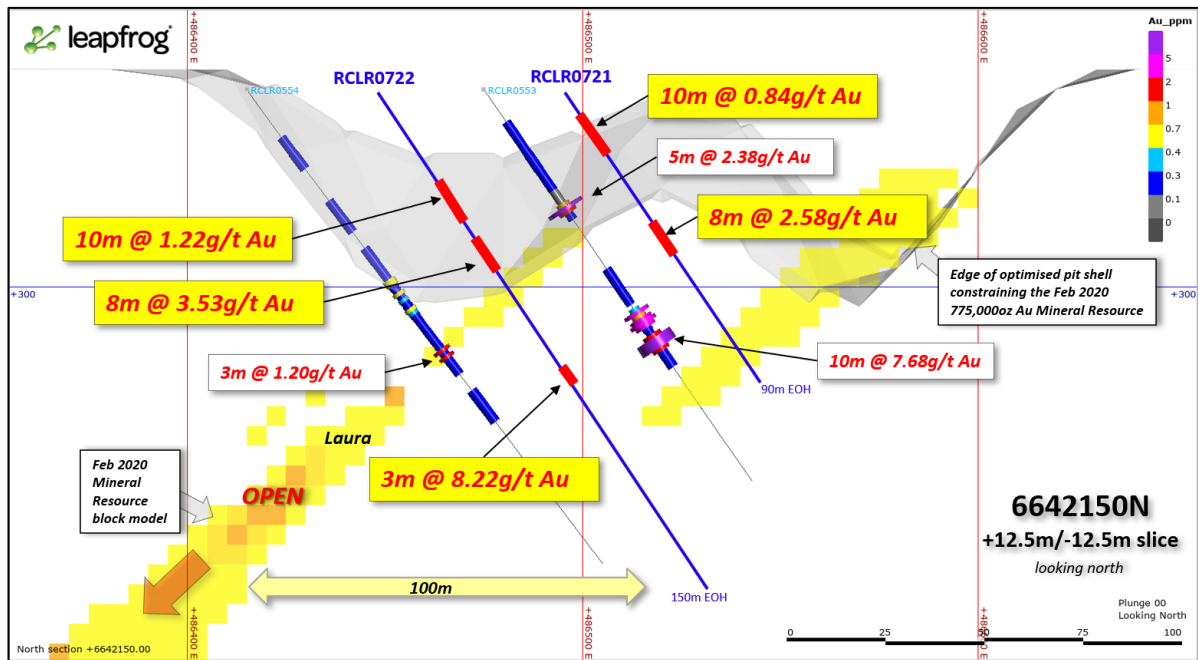 leapfrog
+486400 E
+486500 E
+486600 E
Au_ppm
5
2
1
0.7
0.4
0.3
0.1
0
RCLR0722
RCLR0721
RCLR0554
RCLR0553
10m @ 0.84g/t Au
5m @ 2.38g/t Au
10m @ 1.22g/t Au
8m @ 2.58g/t Au
8m @ 3.53g/t Au
Edge of optimised pit shell
constraining the Feb 2020
775,000oz Au Mineral Resource
+300
+300
3m @ 1.20g/t Au
10m @ 7.68g/t Au
90m EOH
Laura
Feb 2020
Mineral
Resource
block model
3m @ 8.22g/t Au
OPEN
6642150N
+12.5m/-12.5m slice
looking north
100m
150m EOH
Plunge 00
Looking North
0
25
50
75
100
+486400 E
+486500 E
+486600 E
North section +6642150.00